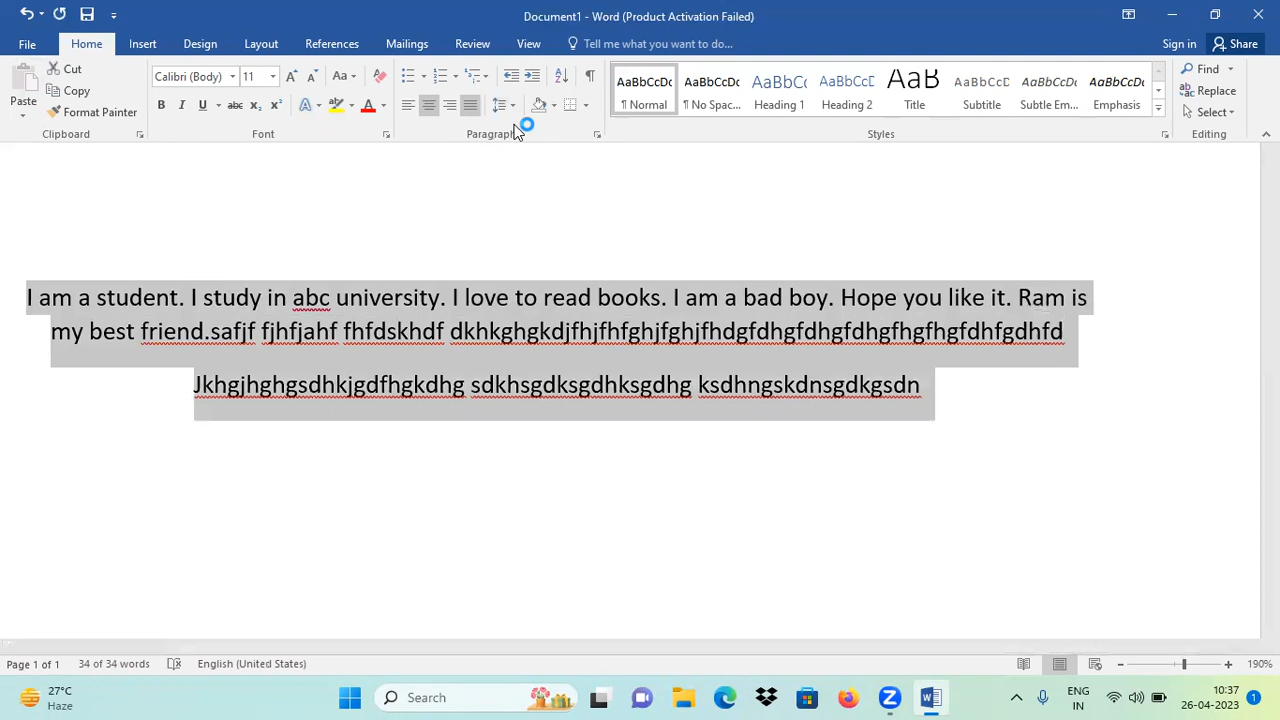 Document1 - Word (Product Activation Failed)
File Home Insert Design Layout References Mailings Review View Tell me what you want to do... Sign in Share
Paste Cut Copy Format Painter
Calibri (Body) 11 Aa
B I U abc A ab A
AaBbCcDc AaBbCcDc AaBbCc AaBbCcD AaB AaBbCcD AaBbCcDc AaBbCcDc
¶ Normal ¶ No Spac... Heading 1 Heading 2 Title Subtitle Subtle Em... Emphasis
Find
Replace
Select
Clipboard Font Paragraph Styles Editing
I am a student. I study in abc university. I love to read books. I am a bad boy. Hope you like it. Ram is
my best friend.safjf fjhfjahf fhfdskhdf dkhkghgkdjfhjfhfghjfghjfhdgfdhgfdhgfdhgfhgfhgfdhfgdhfd
Jkhgjhghgsdhkjgdfhgkdhg sdkhsgdksgdhksgdhg ksdhngskdnsgdkgsdn
Page 1 of 1 34 of 34 words English (United States) 190%
27°C
Haze
Search
ENG
IN
10:37
26-04-2023
1